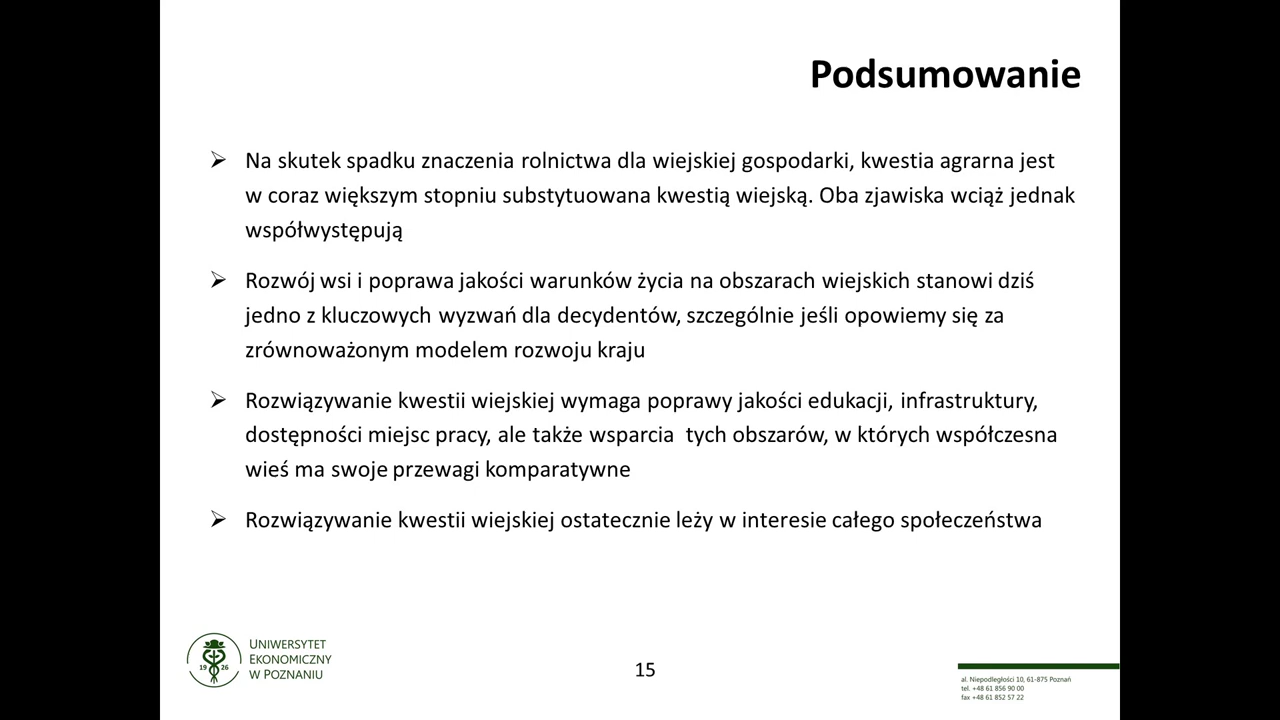 Podsumowanie
➢ Na skutek spadku znaczenia rolnictwa dla wiejskiej gospodarki, kwestia agrarna jest
w coraz większym stopniu substytuowana kwestią wiejską. Oba zjawiska wciąż jednak
współwystępują
➢ Rozwój wsi i poprawa jakości warunków życia na obszarach wiejskich stanowi dziś
jedno z kluczowych wyzwań dla decydentów, szczególnie jeśli opowiemy się za
zrównoważonym modelem rozwoju kraju
➢ Rozwiązywanie kwestii wiejskiej wymaga poprawy jakości edukacji, infrastruktury,
dostępności miejsc pracy, ale także wsparcia  tych obszarów, w których współczesna
wieś ma swoje przewagi komparatywne
➢ Rozwiązywanie kwestii wiejskiej ostatecznie leży w interesie całego społeczeństwa
19 26
UNIWERSYTET
EKONOMICZNY
W POZNANIU
15
al. Niepodległości 10, 61-875 Poznań
tel. +48 61 856 90 00
fax +48 61 852 57 22